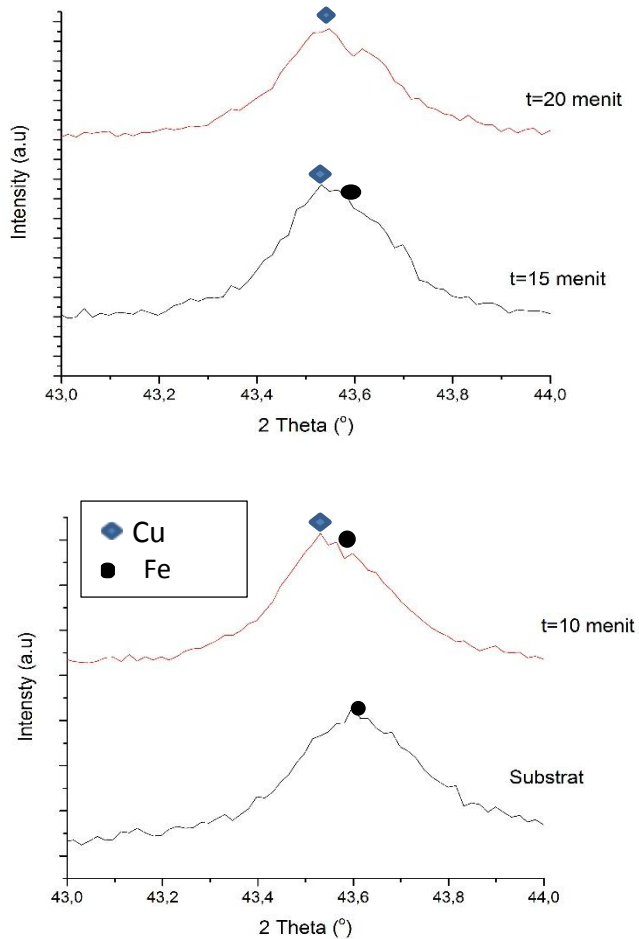 Intensity (a.u)
t=20 menit
t=15 menit
43,0 43,2 43,4 43,6 43,8 44,0
2 Theta (°)
Cu
Fe
Intensty (a.u)
t=10 menit
Substrat
43,0 43,2 43,4 43,6 43,8 44,0
2 Theta (°)